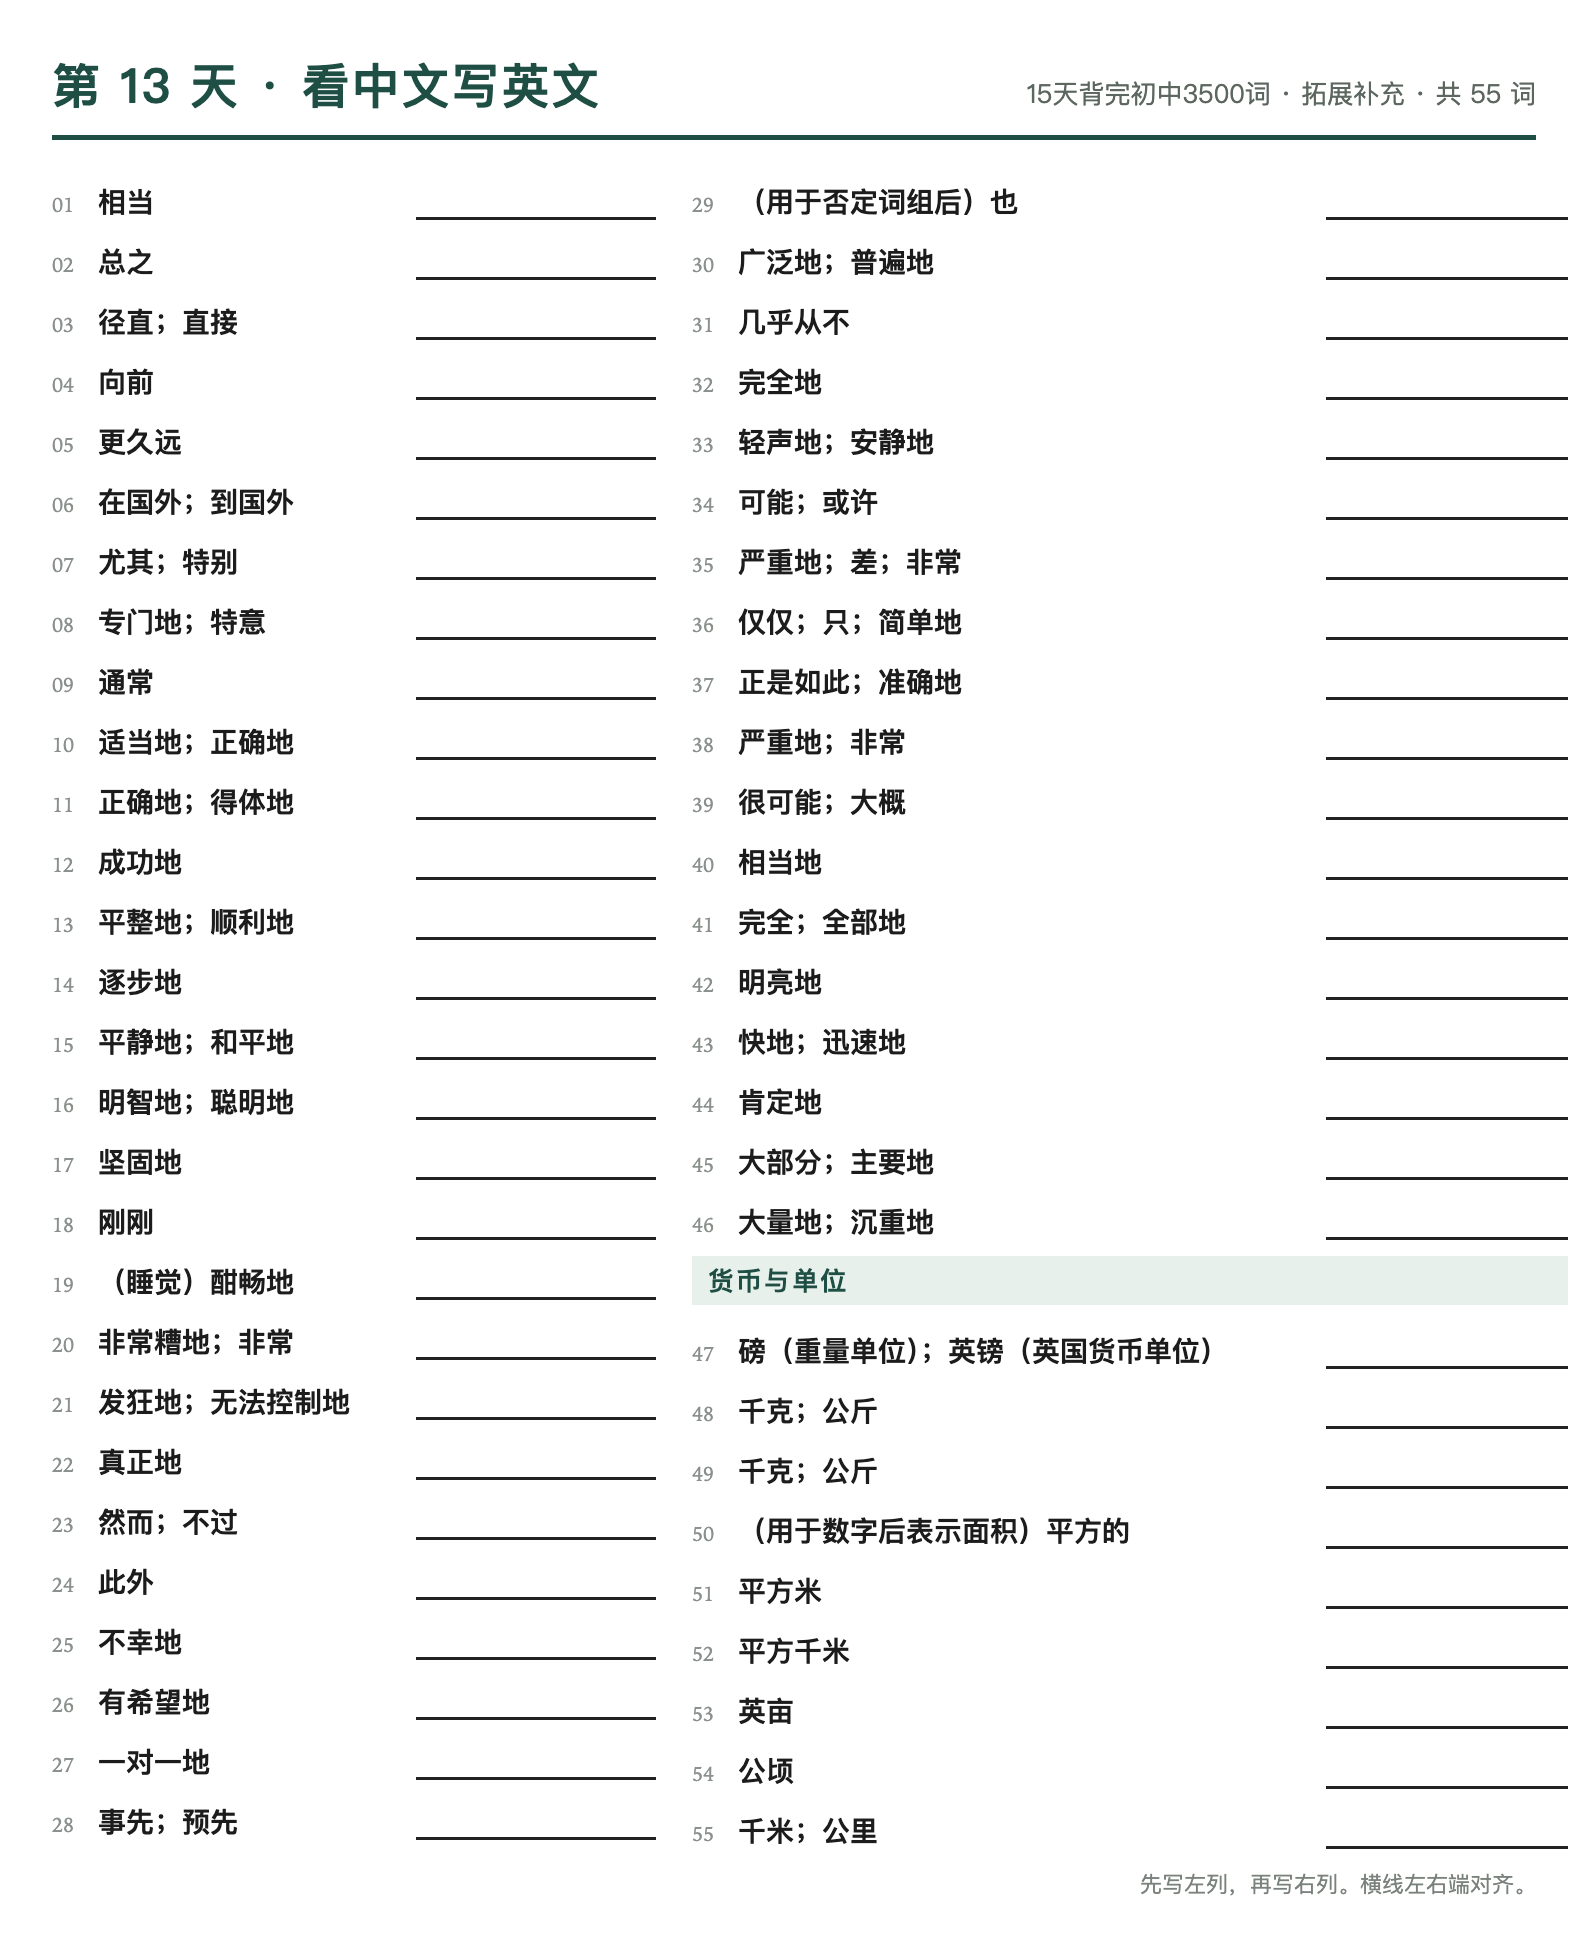 第 13 天 · 看中文写英文
15天背完初中3500词 · 拓展补充 · 共 55 词
01 相当
02 总之
03 径直；直接
04 向前
05 更久远
06 在国外；到国外
07 尤其；特别
08 专门地；特意
09 通常
10 适当地；正确地
11 正确地；得体地
12 成功地
13 平整地；顺利地
14 逐步地
15 平静地；和平地
16 明智地；聪明地
17 坚固地
18 刚刚
19 （睡觉）酣畅地
20 非常糟地；非常
21 发狂地；无法控制地
22 真正地
23 然而；不过
24 此外
25 不幸地
26 有希望地
27 一对一地
28 事先；预先
29 （用于否定词组后）也
30 广泛地；普遍地
31 几乎从不
32 完全地
33 轻声地；安静地
34 可能；或许
35 严重地；差；非常
36 仅仅；只；简单地
37 正是如此；准确地
38 严重地；非常
39 很可能；大概
40 相当地
41 完全；全部地
42 明亮地
43 快地；迅速地
44 肯定地
45 大部分；主要地
46 大量地；沉重地
货币与单位
47 磅（重量单位）；英镑（英国货币单位）
48 千克；公斤
49 千克；公斤
50 （用于数字后表示面积）平方的
51 平方米
52 平方千米
53 英亩
54 公顷
55 千米；公里
先写左列，再写右列。横线左右端对齐。